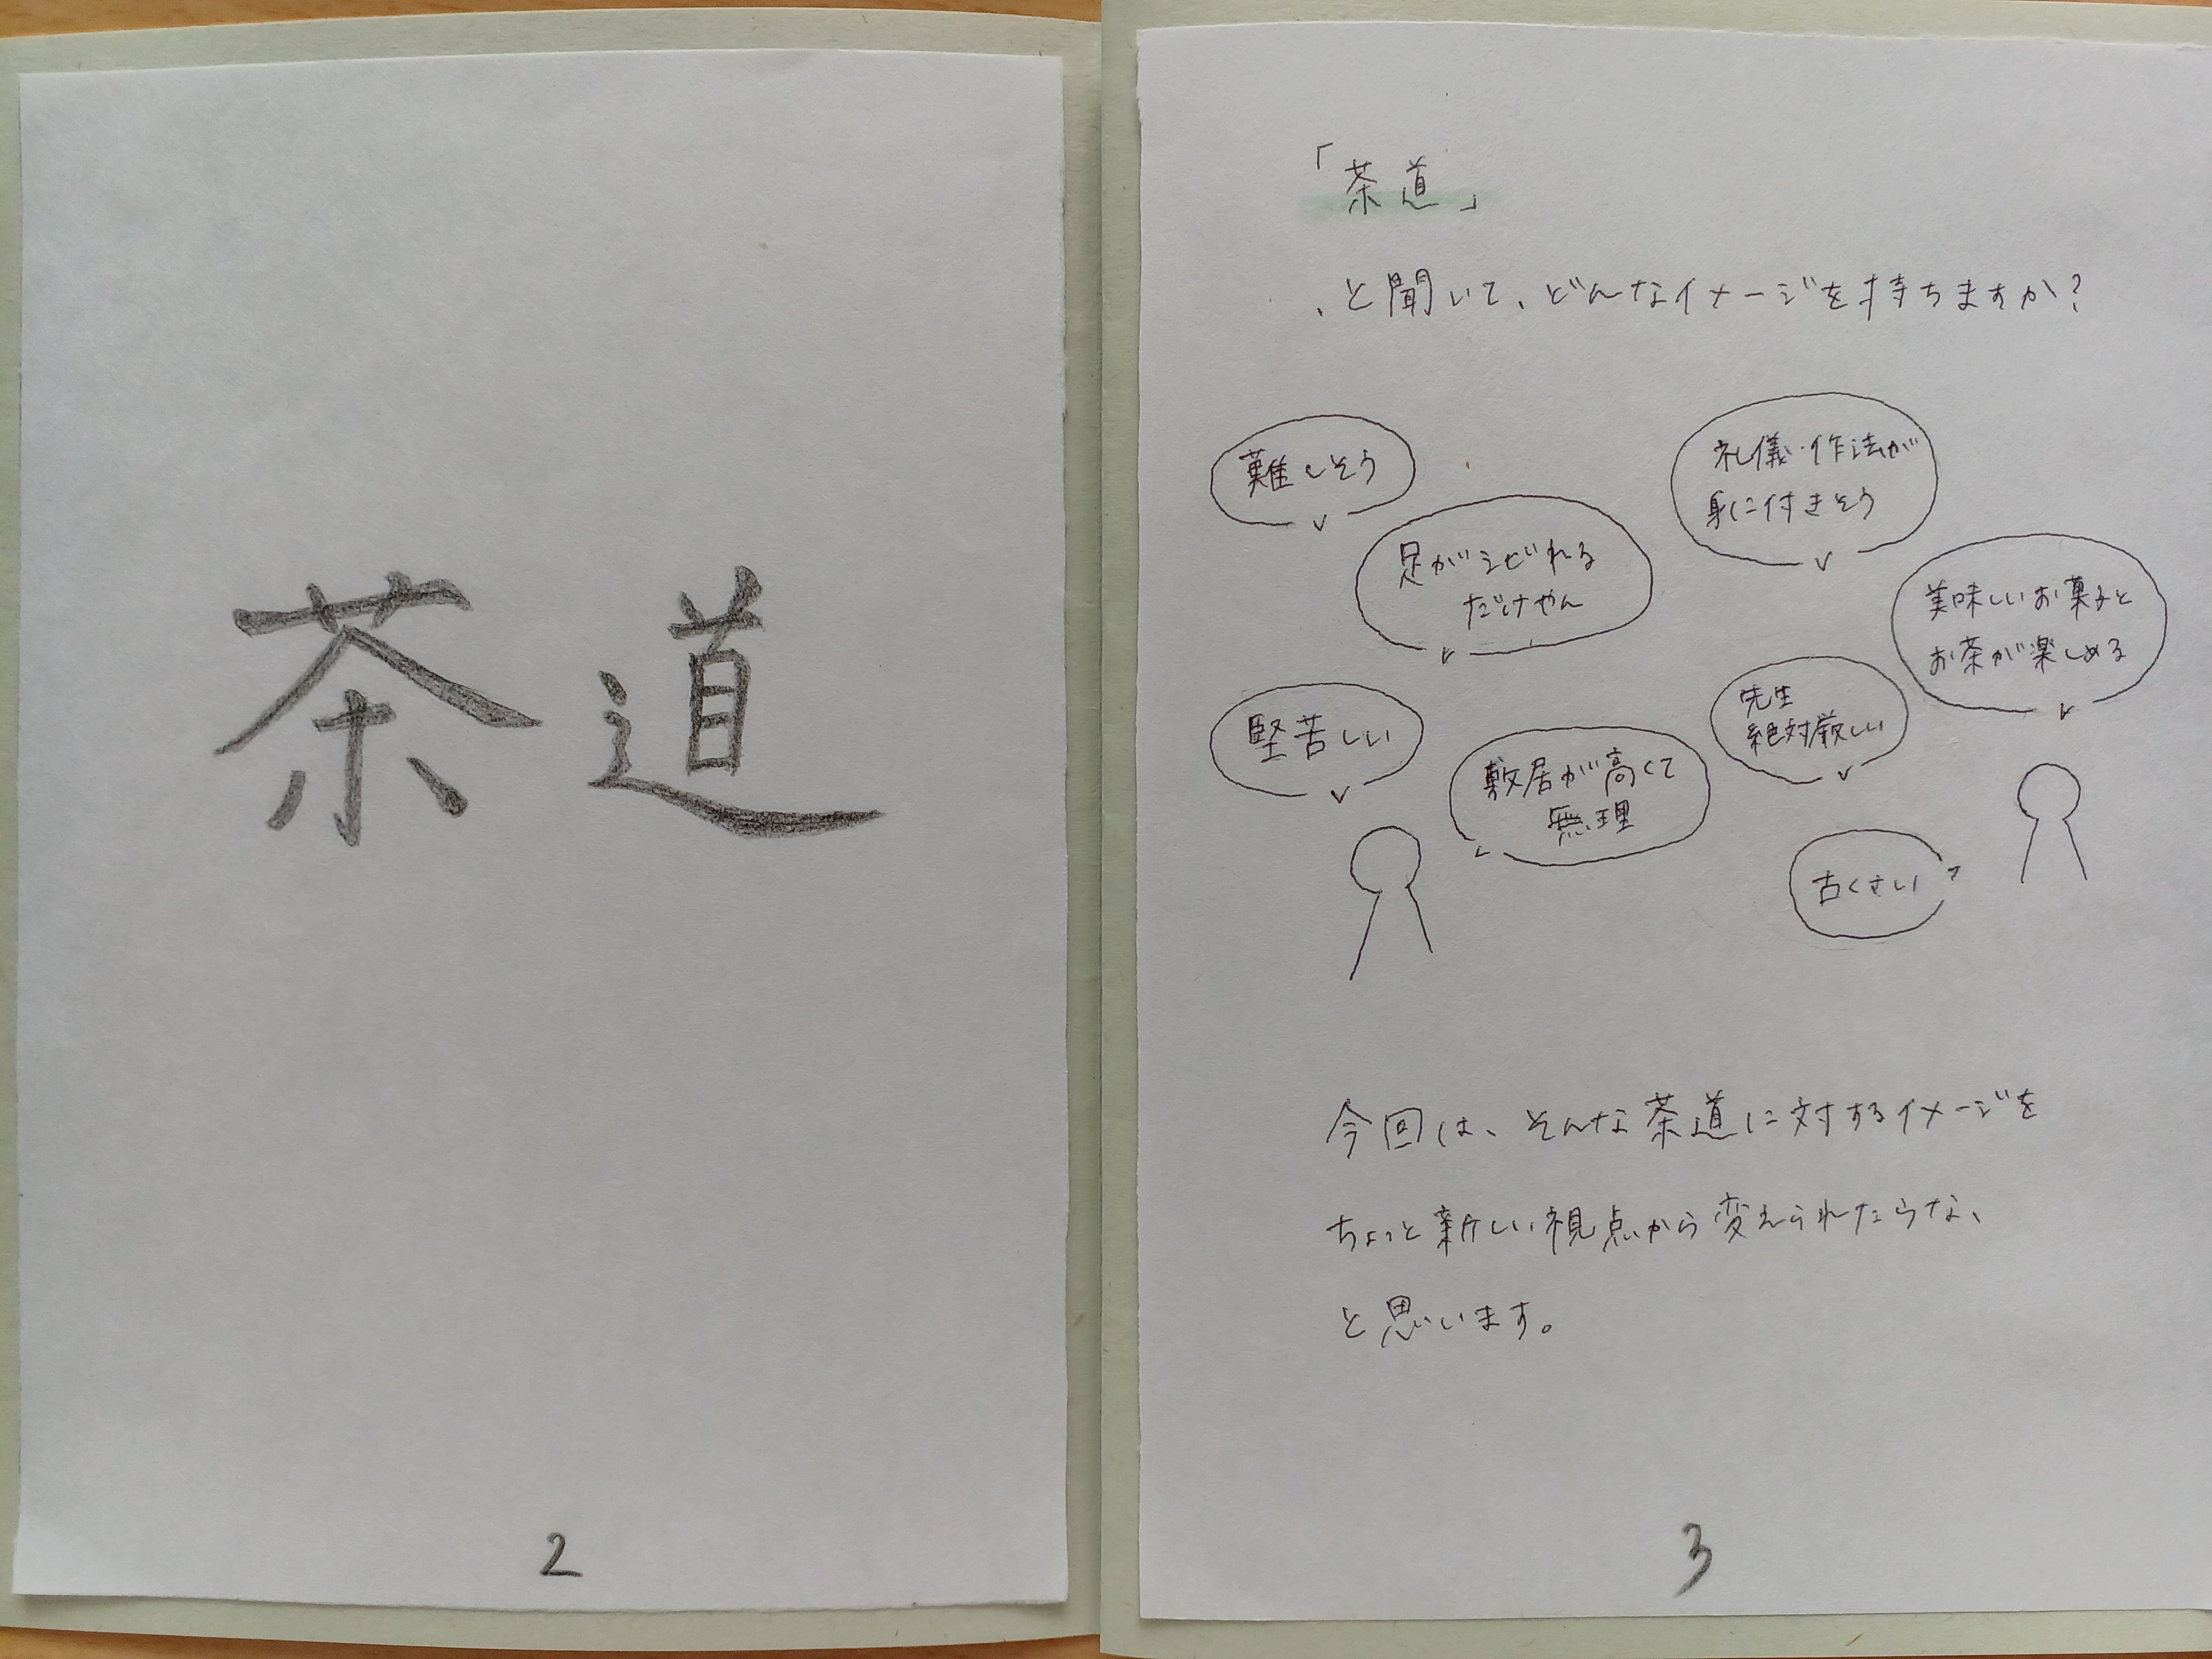 茶道
2
「茶道」
、と聞いて、どんなイメージを持ちますか?
難しそう
礼儀・作法が
身に付きそう
足がシビれる
だけやん
美味しいお菓子と
お茶が楽しめる
堅苦しい
先生
絶対厳しい
敷居が高くて
無理
古くさい
今回は、そんな茶道に対するイメージを
ちょっと新しい視点から変えられたらな、
と思います。
3